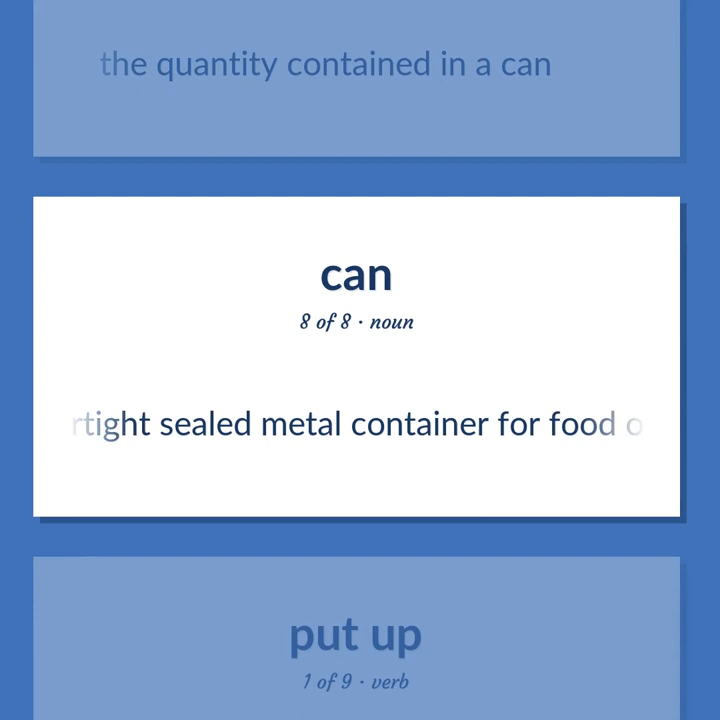 the quantity contained in a can
can
8 of 8 · noun
rtight sealed metal container for food o
put up
1 of 9 · verb